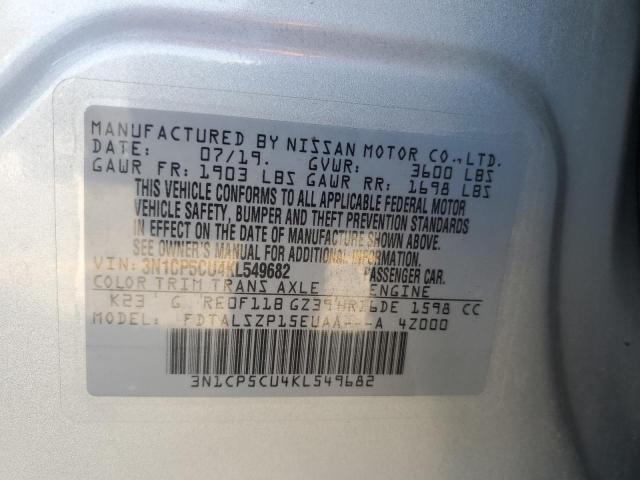 MANUFACTURED BY NISSAN MOTOR CO.,LTD.
DATE: 07/19. GVWR: 3600 LBS
GAWR FR: 1903 LBS GAWR RR: 1698 LBS
THIS VEHICLE CONFORMS TO ALL APPLICABLE FEDERAL MOTOR
VEHICLE SAFETY, BUMPER AND THEFT PREVENTION STANDARDS
IN EFFECT ON THE DATE OF MANUFACTURE SHOWN ABOVE.
SEE OWNER'S MANUAL FOR ADDITIONAL INFORMATION.
VIN: 3N1CP5CU4KL549682 PASSENGER CAR.
COLOR TRIM TRANS AXLE ENGINE
K23 G RE0F11B GZ39 HR16DE 1598 CC
MODEL: FDTALSZP15EUAA---A 4Z000
3N1CP5CU4KL549682